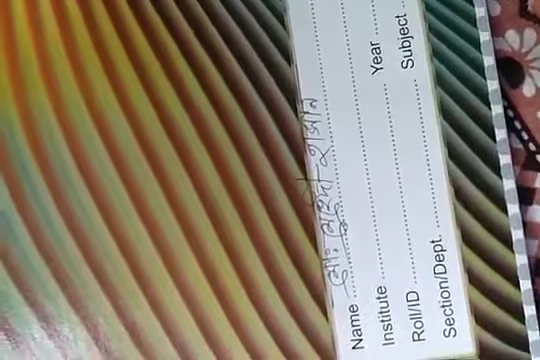 Name মোঃ মেহেদী হাসান
Institute
Roll/ID Year
Section/Dept. Subject